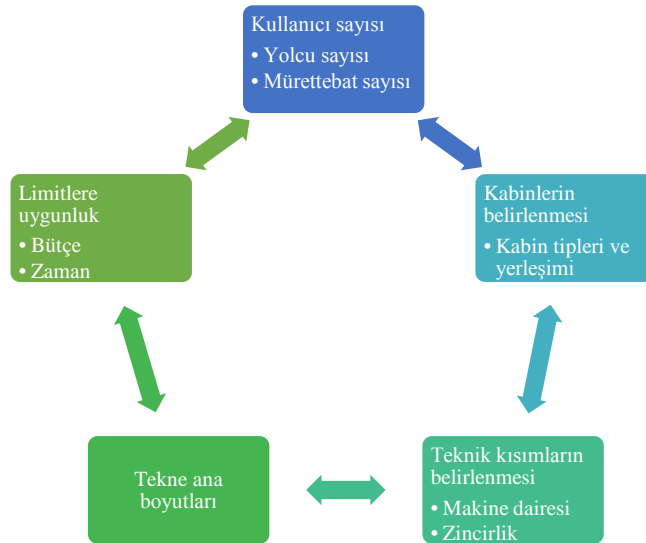 Kullanıcı sayısı
• Yolcu sayısı
• Mürettebat sayısı
Kabinlerin
belirlenmesi
• Kabin tipleri ve
yerleşimi
Teknik kısımların
belirlenmesi
• Makine dairesi
• Zincirlik
Tekne ana
boyutları
Limitlere
uygunluk
• Bütçe
• Zaman